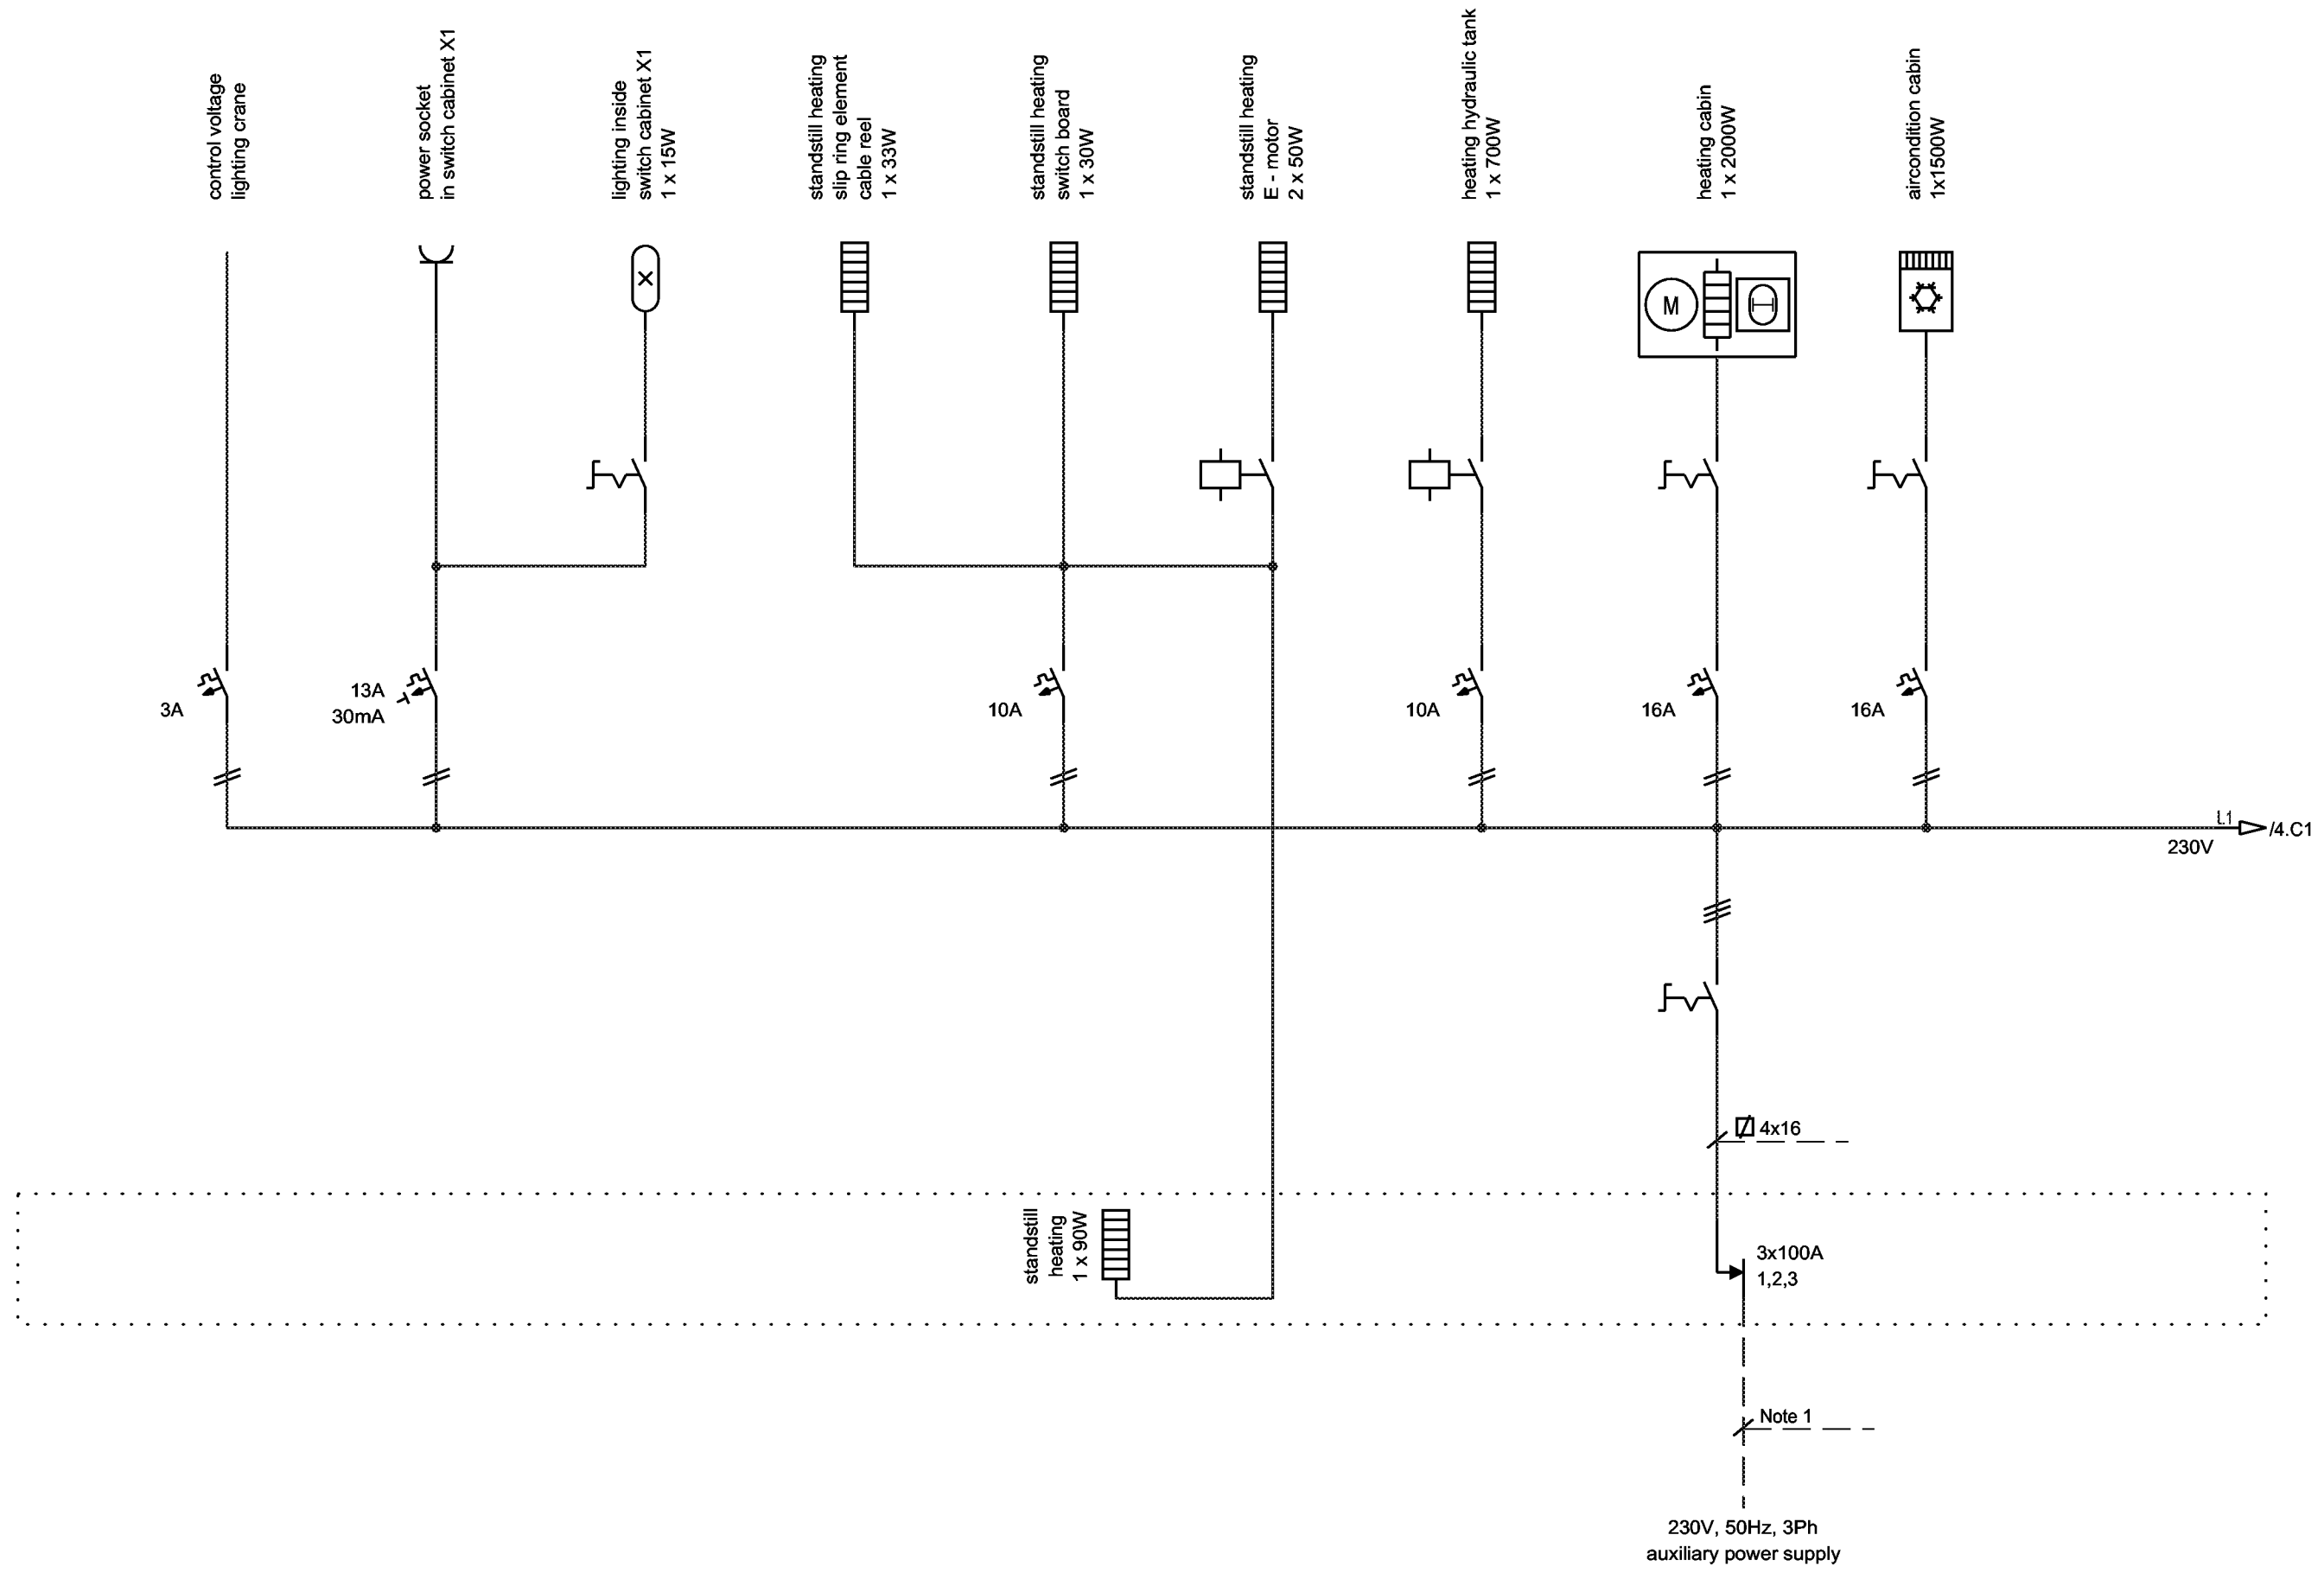 control voltage
lighting crane
power socket
in switch cabinet X1
lighting inside
switch cabinet X1
1 x 15W
standstill heating
slip ring element
cable reel
1 x 33W
standstill heating
switch board
1 x 30W
standstill heating
E - motor
2 x 50W
heating hydraulic tank
1 x 700W
heating cabin
1 x 2000W
aircondition cabin
1x1500W
M
3A
13A
30mA
10A
10A
16A
16A
L1
/4.C1
230V
4x16
standstill
heating
1 x 90W
3x100A
1,2,3
Note 1
230V, 50Hz, 3Ph
auxiliary power supply